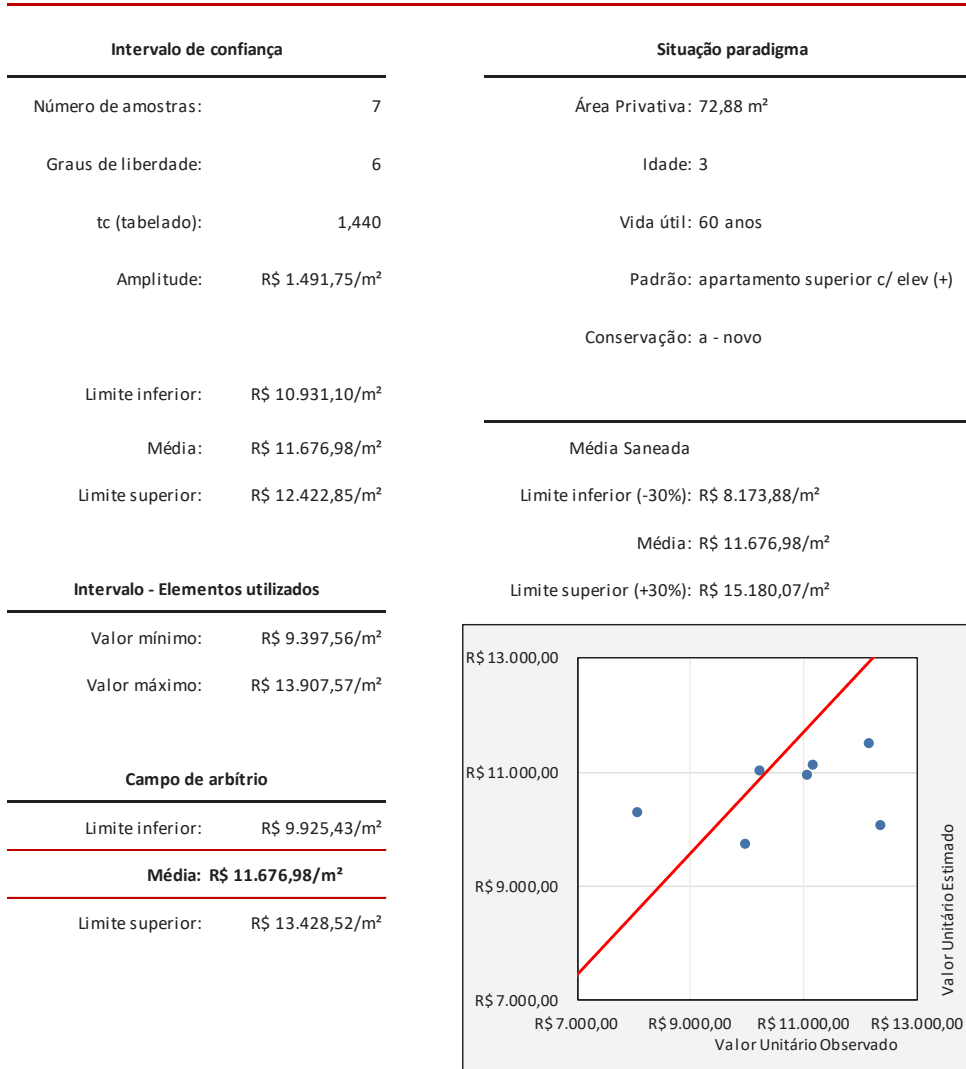 Intervalo de confiança
Número de amostras: 7
Graus de liberdade: 6
tc (tabelado): 1,440
Amplitude: R$ 1.491,75/m²
Limite inferior: R$ 10.931,10/m²
Média: R$ 11.676,98/m²
Limite superior: R$ 12.422,85/m²
Intervalo - Elementos utilizados
Valor mínimo: R$ 9.397,56/m²
Valor máximo: R$ 13.907,57/m²
Campo de arbítrio
Limite inferior: R$ 9.925,43/m²
Média: R$ 11.676,98/m²
Limite superior: R$ 13.428,52/m²
Situação paradigma
Área Privativa: 72,88 m²
Idade: 3
Vida útil: 60 anos
Padrão: apartamento superior c/ elev (+)
Conservação: a - novo
Média Saneada
Limite inferior (-30%): R$ 8.173,88/m²
Média: R$ 11.676,98/m²
Limite superior (+30%): R$ 15.180,07/m²
R$ 13.000,00
R$ 11.000,00
R$ 9.000,00
R$ 7.000,00
R$ 7.000,00 R$ 9.000,00 R$ 11.000,00 R$ 13.000,00
Valor Unitário Observado
Valor Unitário Estimado